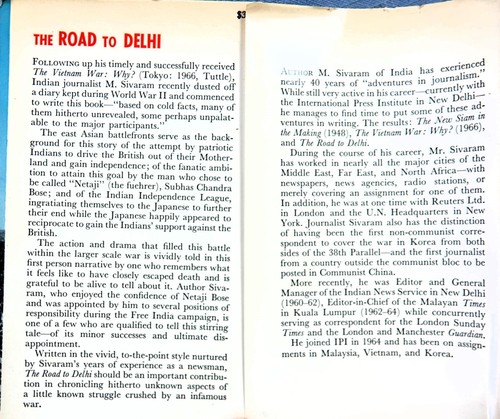 $3
THE ROAD TO DELHI
FOLLOWING up his timely and successfully received
The Vietnam War: Why? (Tokyo: 1966, Tuttle),
Indian journalist M. Sivaram recently dusted off
a diary kept during World War II and commenced
to write this book—"based on cold facts, many of
them hitherto unrevealed, some perhaps unpalat-
able to the major participants."
The east Asian battlefronts serve as the back-
ground for this story of the attempt by patriotic
Indians to drive the British out of their Mother-
land and gain independence; of the fanatic ambi-
tion to attain this goal by the man who chose to
be called "Netaji" (the fuehrer), Subhas Chandra
Bose; and of the Indian Independence League,
ingratiating themselves to the Japanese to further
their end while the Japanese happily appeared to
reciprocate to gain the Indians' support against the
British.
The action and drama that filled this battle
within the larger scale war is vividly told in this
first person narrative by one who remembers what
it feels like to have closely escaped death and is
grateful to be alive to tell about it. Author Siva-
ram, who enjoyed the confidence of Netaji Bose
and was appointed by him to several positions of
responsibility during the Free India campaign, is
one of a few who are qualified to tell this stirring
tale—of its minor successes and ultimate dis-
appointment.
Written in the vivid, to-the-point style nurtured
by Sivaram's years of experience as a newsman,
The Road to Delhi should be an important contribu-
tion in chronicling hitherto unknown aspects of
a little known struggle crushed by an infamous
war.
AUTHOR M. Sivaram of India has exerienced
nearly 40 years of "adventures in journalism."
While still very active in his career—currently with
the International Press Institute in New Delhi—
he manages to find time to put some of these ad-
ventures in writing. The results: The New Siam in
the Making (1948), The Vietnam War: Why? (1966),
and The Road to Delhi.
During the course of his career, Mr. Sivaram
has worked in nearly all the major cities of the
Middle East, Far East, and North Africa—with
newspapers, news agencies, radio stations, or
merely covering an assignment for one of them.
In addition, he was at one time with Reuters Ltd.
in London and the U.N. Headquarters in New
York. Journalist Sivaram also has the distinction
of having been the first non-communist corre-
spondent to cover the war in Korea from both
sides of the 38th Parallel—and the first journalist
from a country outside the communist bloc to be
posted in Communist China.
More recently, he was Editor and General
Manager of the Indian News Service in New Delhi
(1960–62), Editor-in-Chief of the Malayan Times
in Kuala Lumpur (1962–64) while concurrently
serving as correspondent for the London Sunday
Times and the London and Manchester Guardian.
He joined IPI in 1964 and has been on assign-
ments in Malaysia, Vietnam, and Korea.